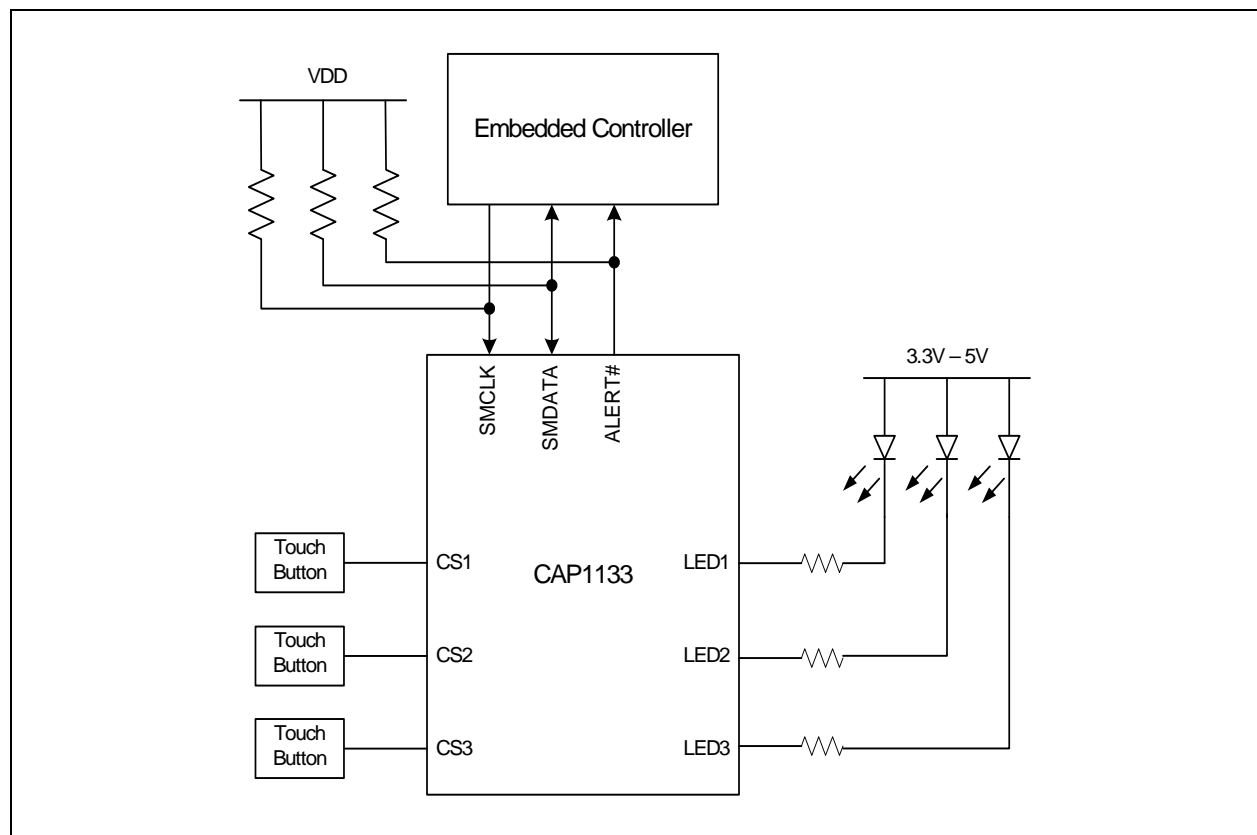 VDD
Embedded Controller
3.3V – 5V
SMCLK
SMDATA
ALERT#
Touch
Button
CS1
CAP1133
LED1
Touch
Button
CS2
LED2
Touch
Button
CS3
LED3